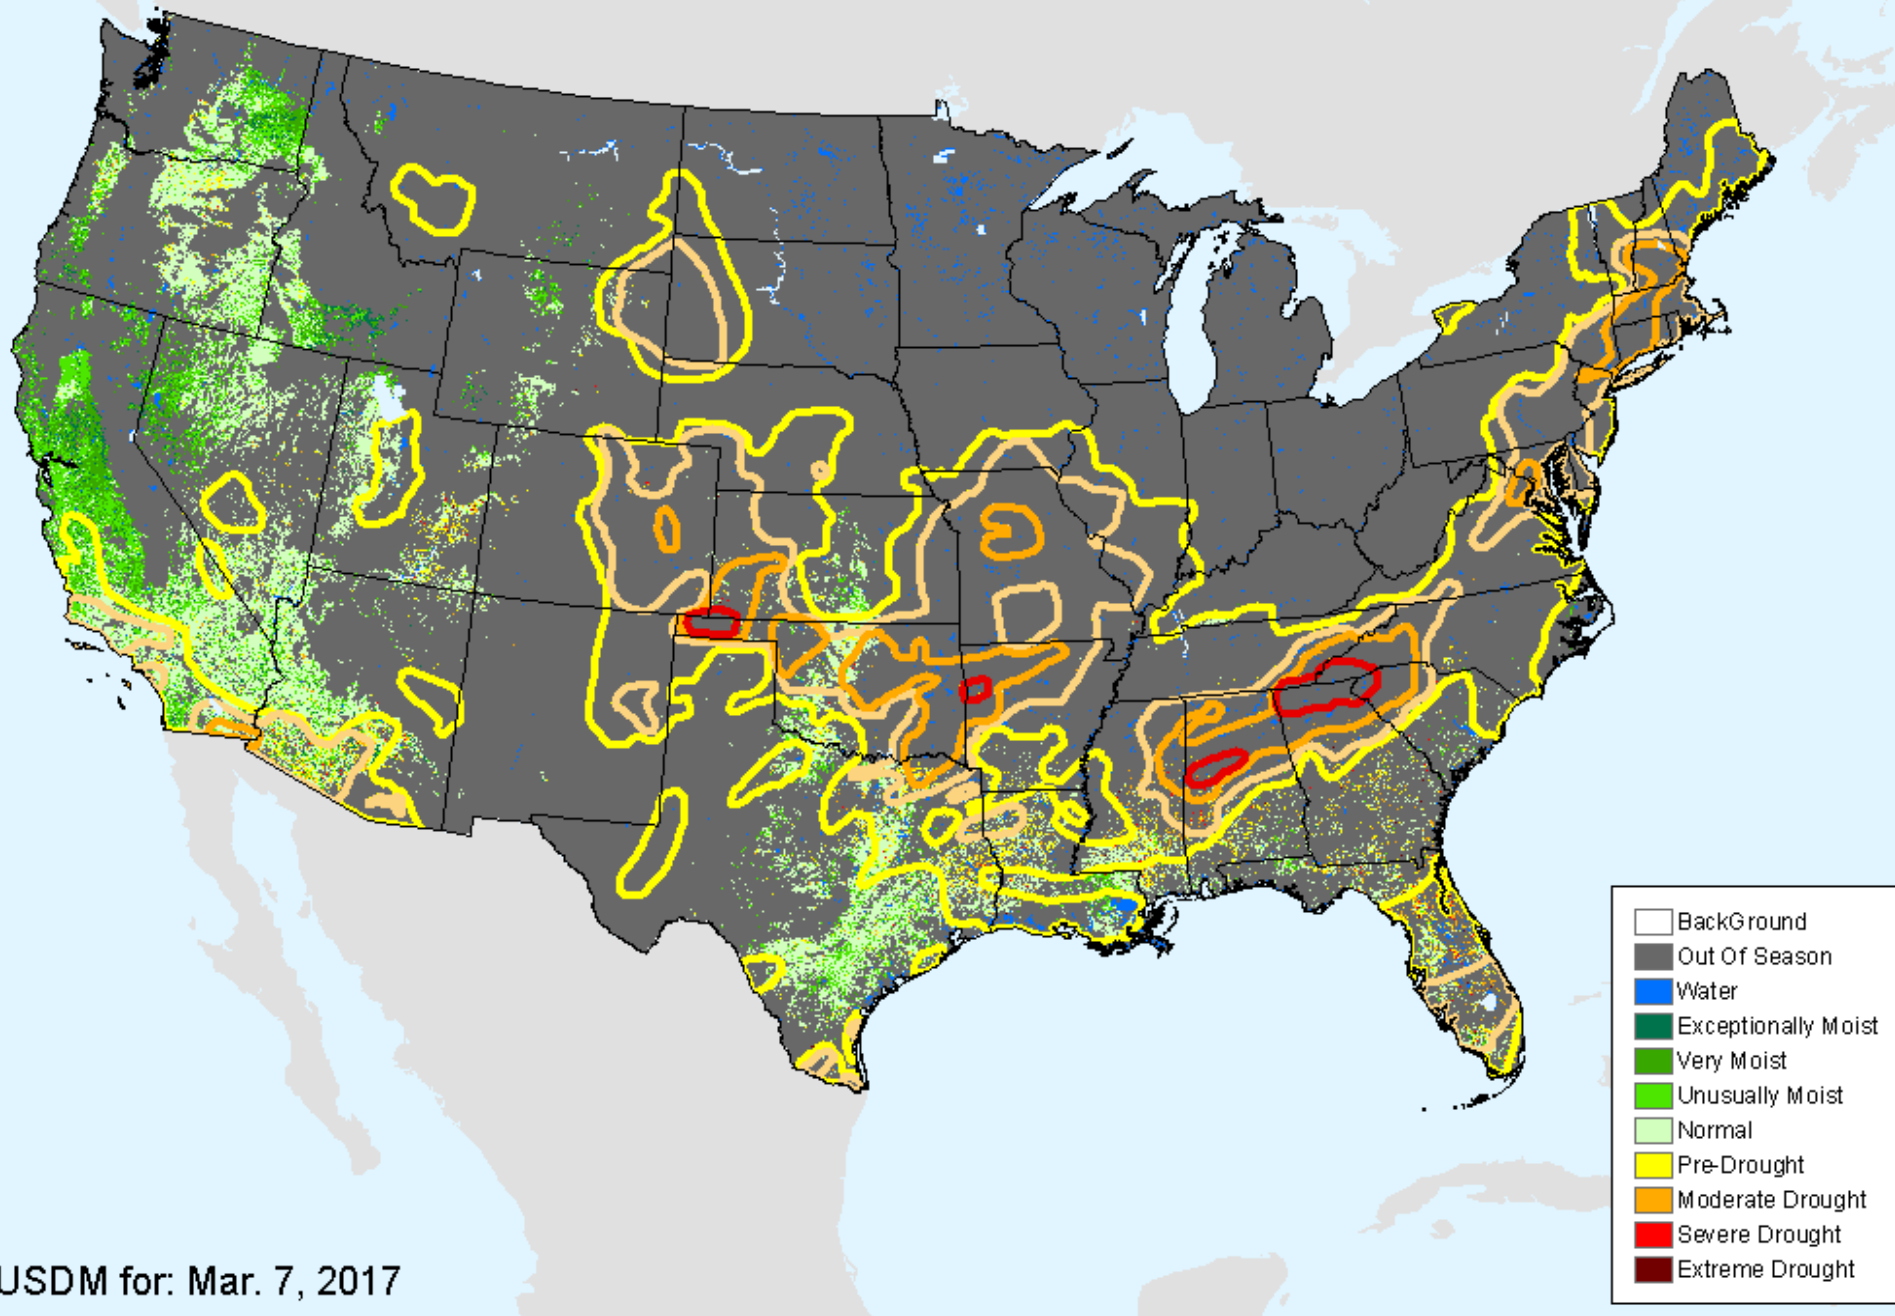 BackGround
Out Of Season
Water
Exceptionally Moist
Very Moist
Unusually Moist
Normal
Pre-Drought
Moderate Drought
Severe Drought
Extreme Drought
USDM for: Mar. 7, 2017